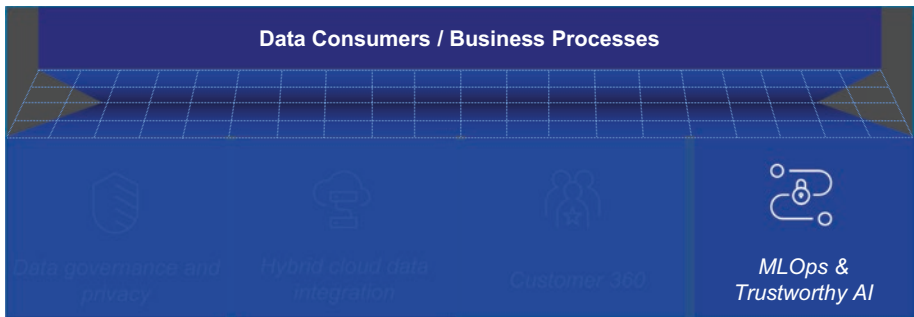 Data Consumers / Business Processes
Data governance and
privacy
Hybrid cloud data
integration
Customer 360
MLOps &
Trustworthy AI